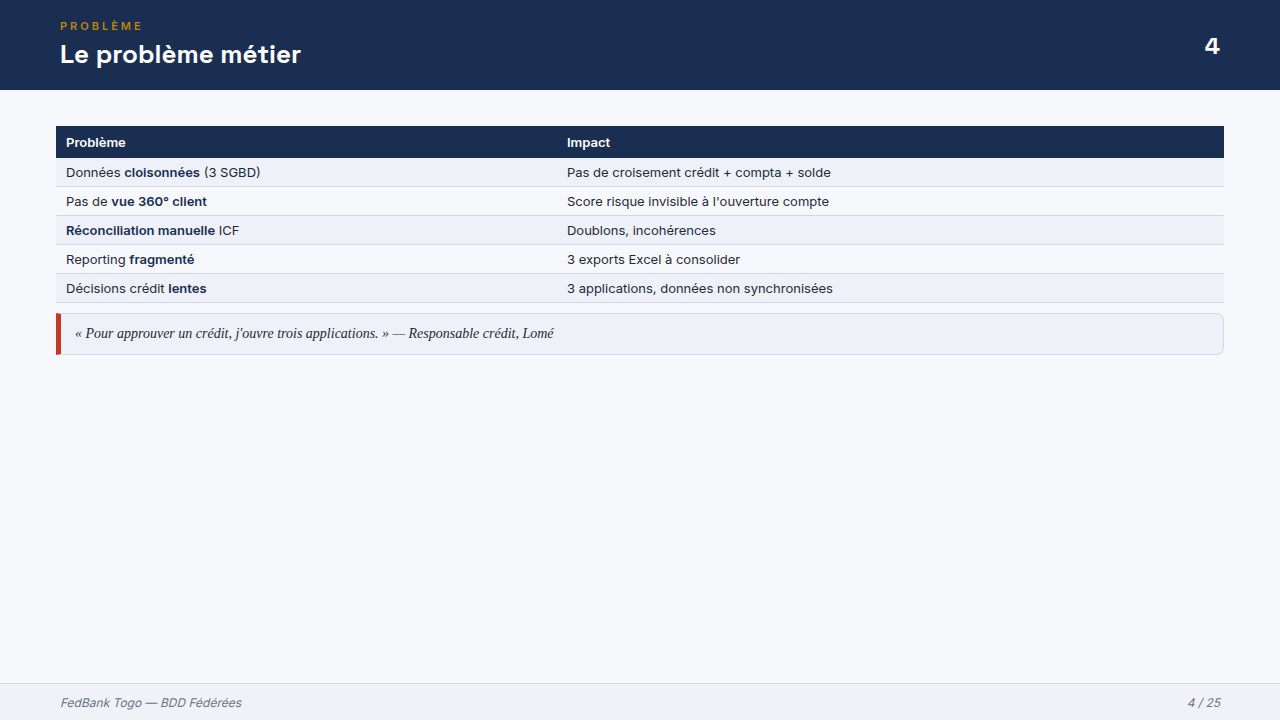 PROBLÈME
Le problème métier
4
Problème Impact
Données cloisonnées (3 SGBD) Pas de croisement crédit + compta + solde
Pas de vue 360° client Score risque invisible à l'ouverture compte
Réconciliation manuelle ICF Doublons, incohérences
Reporting fragmenté 3 exports Excel à consolider
Décisions crédit lentes 3 applications, données non synchronisées
« Pour approuver un crédit, j'ouvre trois applications. » — Responsable crédit, Lomé
FedBank Togo — BDD Fédérées 4 / 25